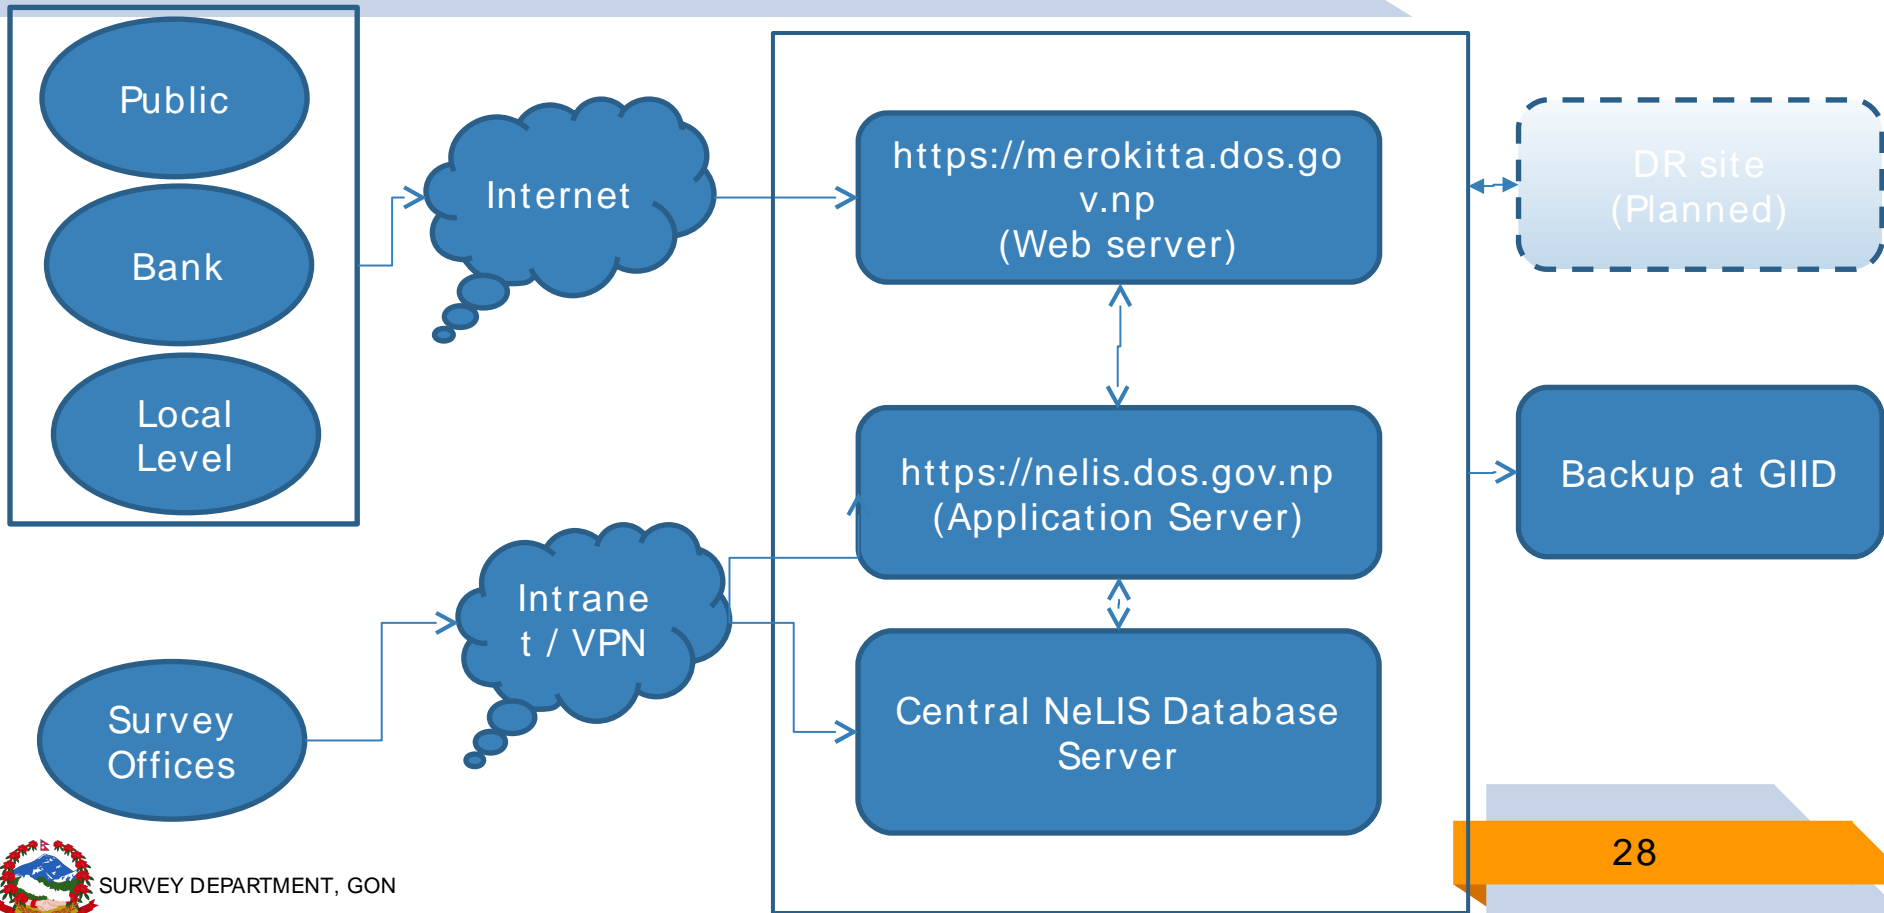 Public
Bank
Local
Level
Internet
https://merokitta.dos.go
v.np
(Web server)
DR site
(Planned)
https://nelis.dos.gov.np
(Application Server)
Backup at GIID
Intrane
t / VPN
Survey
Offices
Central NeLIS Database
Server
SURVEY DEPARTMENT, GON
28